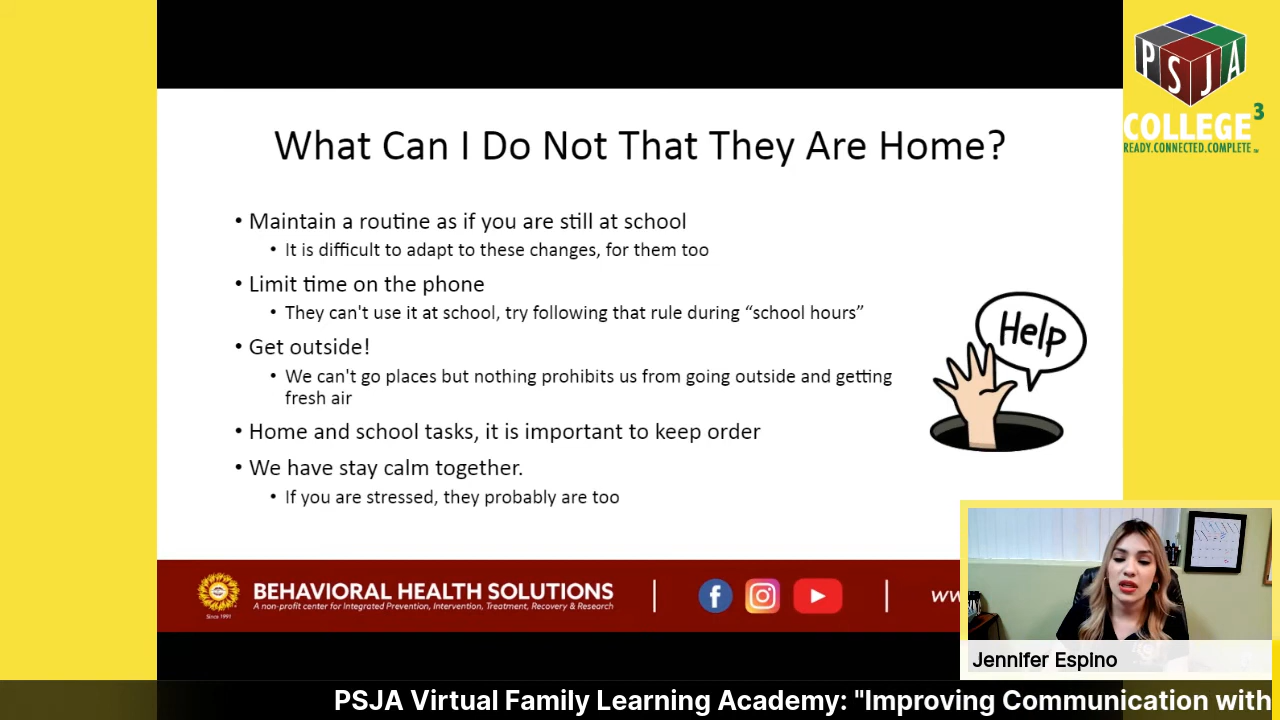 PSJA
COLLEGE³
READY.CONNECTED.COMPLETE
What Can I Do Not That They Are Home?
• Maintain a routine as if you are still at school
• It is difficult to adapt to these changes, for them too
• Limit time on the phone
• They can't use it at school, try following that rule during “school hours”
• Get outside!
• We can't go places but nothing prohibits us from going outside and getting
fresh air
• Home and school tasks, it is important to keep order
• We have stay calm together.
• If you are stressed, they probably are too
Help
BEHAVIORAL HEALTH SOLUTIONS
A non-profit center for Integrated Prevention, Intervention, Treatment, Recovery & Research
Since 1991
Jennifer Espino
PSJA Virtual Family Learning Academy: "Improving Communication with